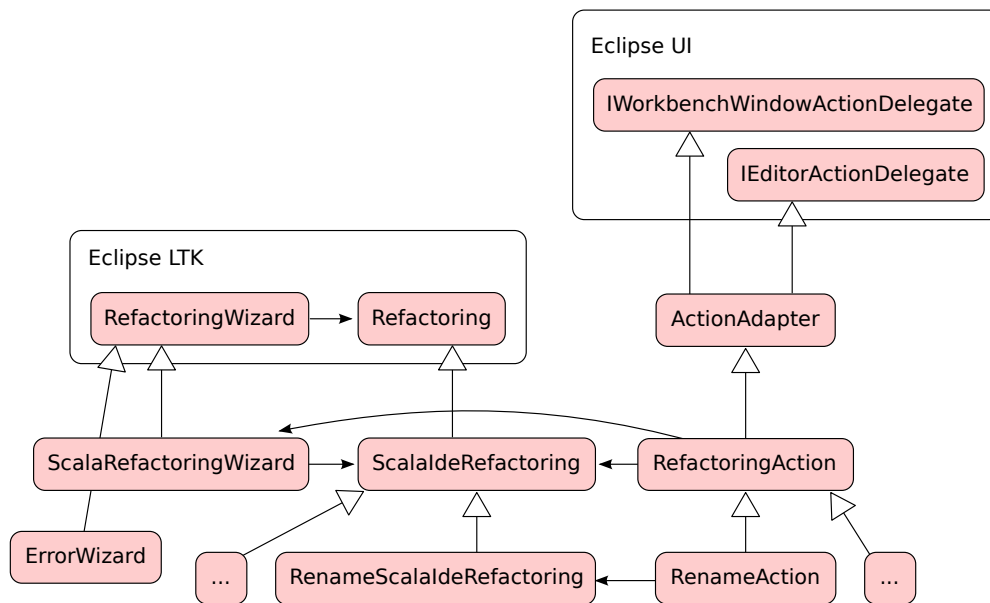 Eclipse UI
IWorkbenchWindowActionDelegate
IEditorActionDelegate
Eclipse LTK
RefactoringWizard
Refactoring
ActionAdapter
ScalaRefactoringWizard
ScalaIdeRefactoring
RefactoringAction
ErrorWizard
...
RenameScalaIdeRefactoring
RenameAction
...